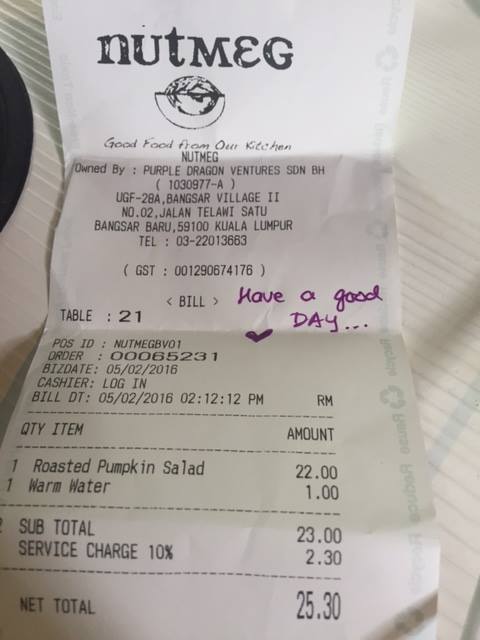 nutmeg
Good Food from Our Kitchen
NUTMEG
Owned By : PURPLE DRAGON VENTURES SDN BH
( 1030977-A )
UGF-28A,BANGSAR VILLAGE II
NO.02,JALAN TELAWI SATU
BANGSAR BARU,59100 KUALA LUMPUR
TEL : 03-22013663
( GST : 001290674176 )
< BILL > Have a good
DAY...
TABLE : 21
POS ID : NUTMEGBV01
ORDER : 00065231
BIZDATE: 05/02/2016
CASHIER: LOG IN
BILL DT: 05/02/2016 02:12:12 PM RM
QTY ITEM AMOUNT
1 Roasted Pumpkin Salad 22.00
1 Warm Water 1.00
2 SUB TOTAL 23.00
SERVICE CHARGE 10% 2.30
NET TOTAL 25.30
Reuse Reduce Recycle